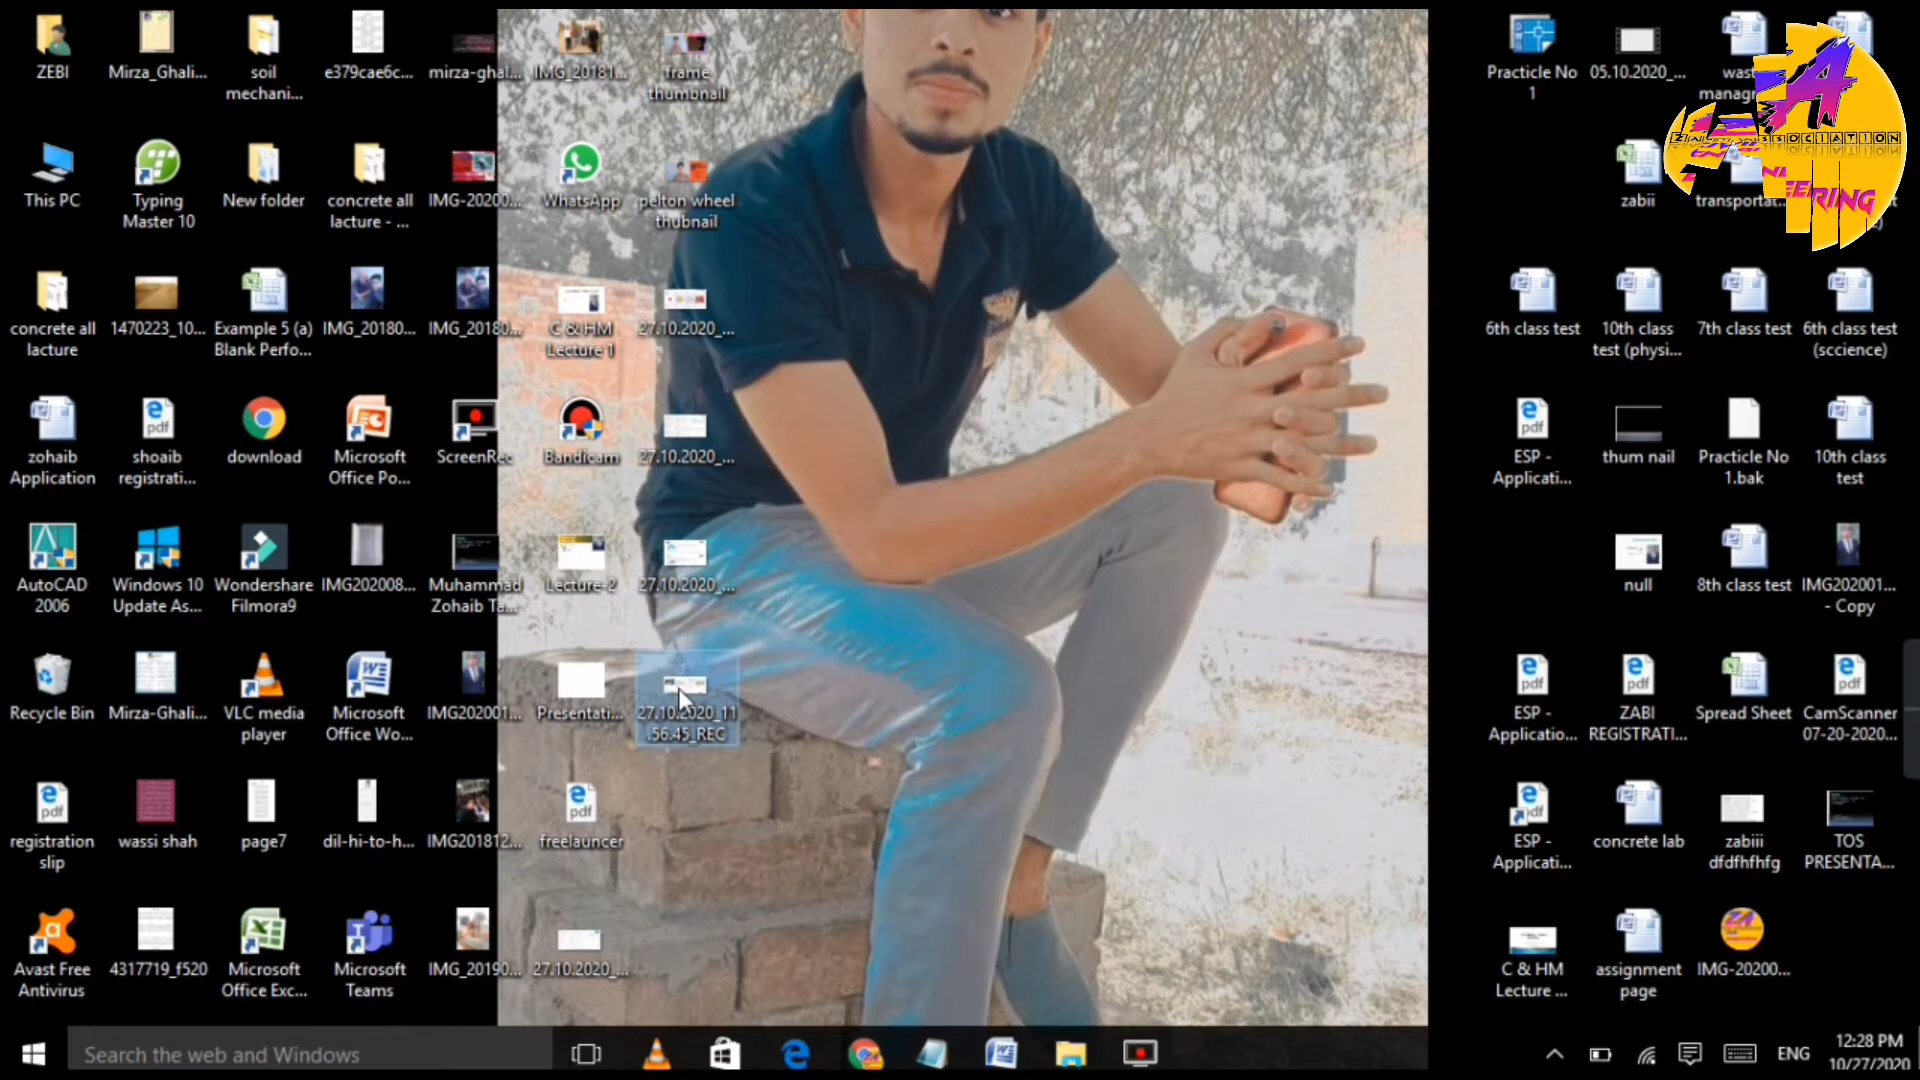 ZEBI
Mirza_Ghali...
soil
mechani...
e379cae6c...
mirza-ghal...
IMG_20181...
frame
thumbnail
Practicle No
1
05.10.2020_...
This PC
Typing
Master 10
New folder
concrete all
lacture - ...
IMG-20200...
WhatsApp
pelton wheel
thubnail
zabii
transportat...
ASSOCIATION
concrete all
lacture
1470223_10...
Example 5 (a)
Blank Perfo...
IMG_20180...
IMG_20180...
C & HM
Lecture 1
27.10.2020_...
6th class test
10th class
test (physi...
7th class test
6th class test
(sccience)
zohaib
Application
shoaib
registrati...
download
Microsoft
Office Po...
ScreenRec
Bandicam
27.10.2020_...
ESP -
Applicati...
thum nail
Practicle No
1.bak
10th class
test
AutoCAD
2006
Windows 10
Update As...
Wondershare
Filmora9
IMG202008...
Muhammad
Zohaib Ta...
Lecture-2
27.10.2020_...
null
8th class test
IMG202001...
- Copy
Recycle Bin
Mirza-Ghali...
VLC media
player
Microsoft
Office Wo...
IMG202001...
Presentati...
27.10.2020_11
.56.45_REC
ESP -
Applicatio...
ZABI
REGISTRATI...
Spread Sheet
CamScanner
07-20-2020...
registration
slip
wassi shah
page7
dil-hi-to-h...
IMG201812...
freelauncer
ESP -
Applicati...
concrete lab
zabiii
dfdfhfhfg
TOS
PRESENTA...
Avast Free
Antivirus
4317719_f520
Microsoft
Office Exc...
Microsoft
Teams
IMG_20190...
27.10.2020_...
C & HM
Lecture ...
assignment
page
IMG-20200...
Search the web and Windows
ENG
12:28 PM
10/27/2020